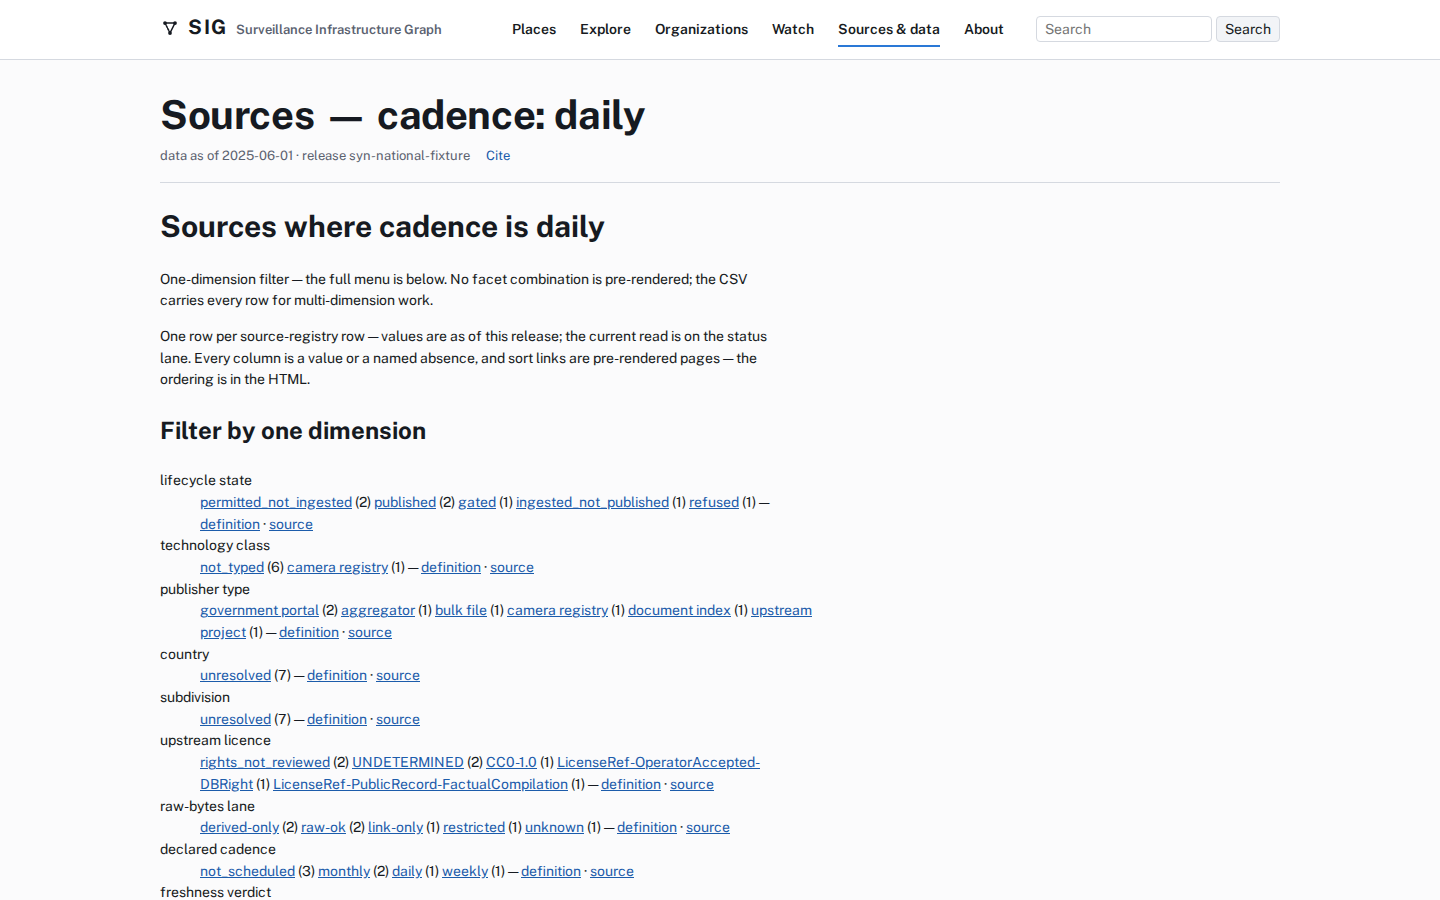 SIG Surveillance Infrastructure Graph Places Explore Organizations Watch Sources & data About Search Search
Sources — cadence: daily
data as of 2025-06-01 · release syn-national-fixture Cite
Sources where cadence is daily
One-dimension filter — the full menu is below. No facet combination is pre-rendered; the CSV
carries every row for multi-dimension work.
One row per source-registry row — values are as of this release; the current read is on the status
lane. Every column is a value or a named absence, and sort links are pre-rendered pages — the
ordering is in the HTML.
Filter by one dimension
lifecycle state
permitted_not_ingested (2) published (2) gated (1) ingested_not_published (1) refused (1) —
definition · source
technology class
not_typed (6) camera registry (1) — definition · source
publisher type
government portal (2) aggregator (1) bulk file (1) camera registry (1) document index (1) upstream
project (1) — definition · source
country
unresolved (7) — definition · source
subdivision
unresolved (7) — definition · source
upstream licence
rights_not_reviewed (2) UNDETERMINED (2) CC0-1.0 (1) LicenseRef-OperatorAccepted-
DBRight (1) LicenseRef-PublicRecord-FactualCompilation (1) — definition · source
raw-bytes lane
derived-only (2) raw-ok (2) link-only (1) restricted (1) unknown (1) — definition · source
declared cadence
not_scheduled (3) monthly (2) daily (1) weekly (1) — definition · source
freshness verdict